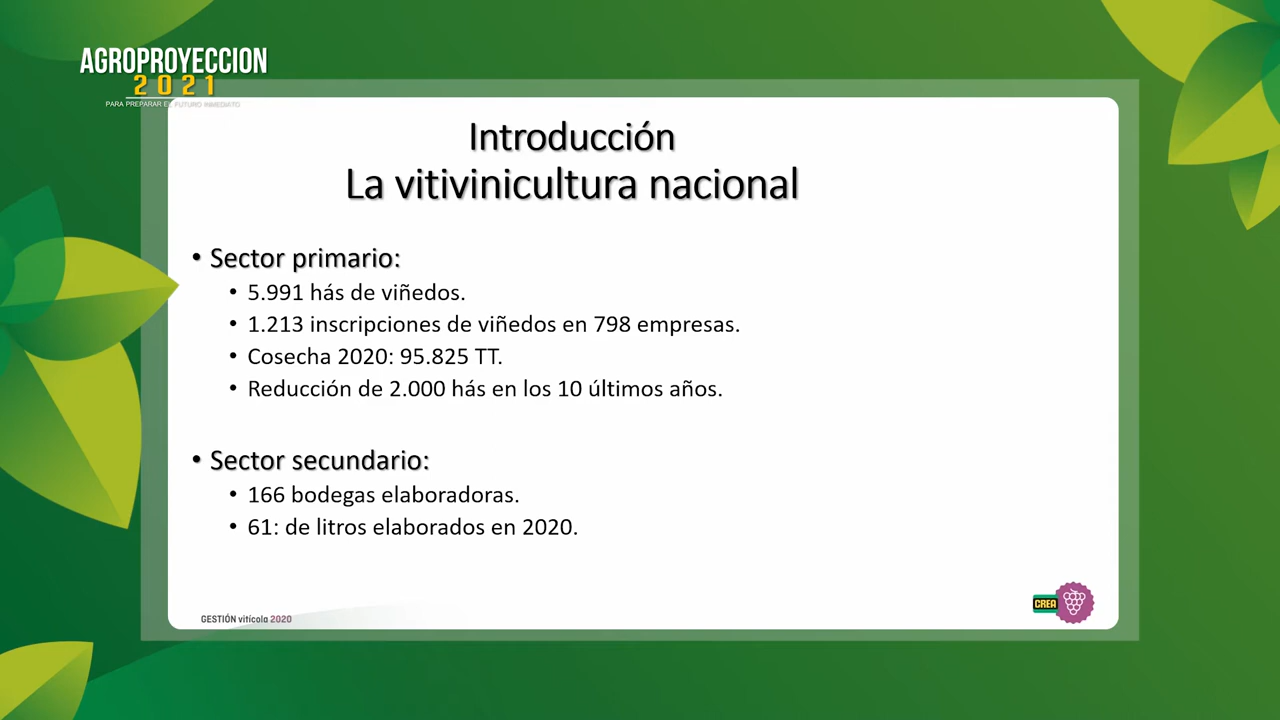 AGROPROYECCION
2021
PARA PREPARAR EL FUTURO INMEDIATO
Introducción
La vitivinicultura nacional
• Sector primario:
• 5.991 hás de viñedos.
• 1.213 inscripciones de viñedos en 798 empresas.
• Cosecha 2020: 95.825 TT.
• Reducción de 2.000 hás en los 10 últimos años.
• Sector secundario:
• 166 bodegas elaboradoras.
• 61: de litros elaborados en 2020.
GESTIÓN vitícola 2020
CREA